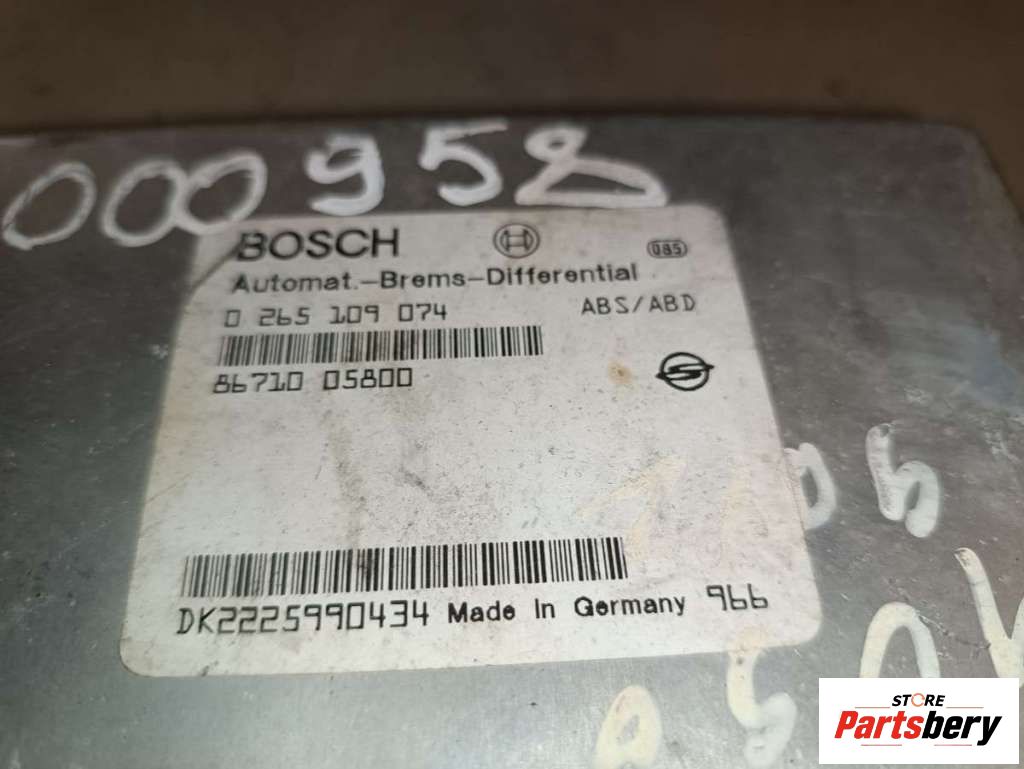 000958
BOSCH
085
Automat.-Brems-Differential
0 265 109 074 ABS/ABD
86710 05800
DK2225990434 Made In Germany 966
STORE
Partsbery